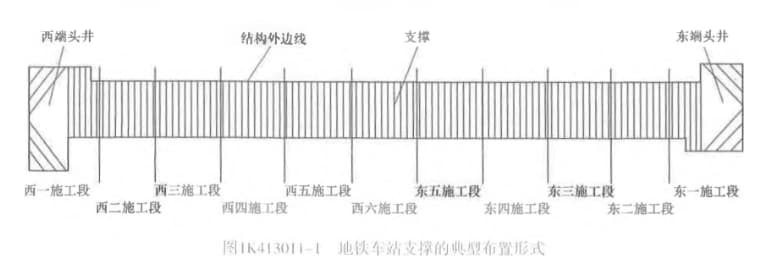 西端头井 结构外边线 支撑 东端头井
西一施工段 西三施工段 西五施工段 东五施工段 东三施工段 东一施工段
西二施工段 西四施工段 西六施工段 东四施工段 东二施工段
图1K413011-1 地铁车站支撑的典型布置形式